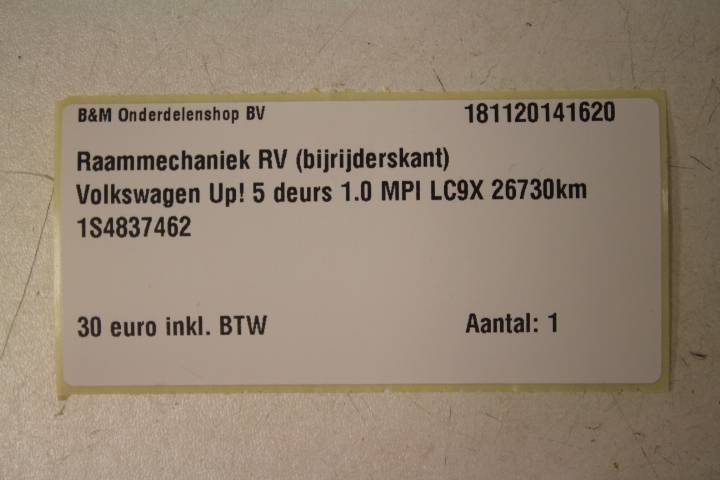 B&M Onderdelenshop BV 181120141620
Raammechaniek RV (bijrijderskant)
Volkswagen Up! 5 deurs 1.0 MPI LC9X 26730km
1S4837462
30 euro inkl. BTW Aantal: 1